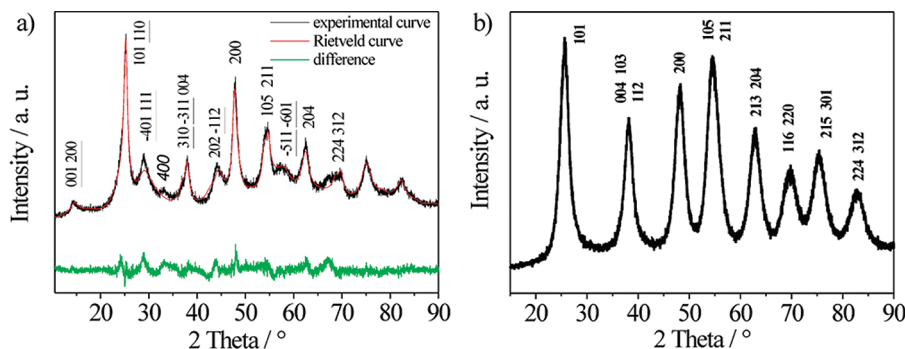 a)
experimental curve
Rietveld curve
difference
001 200
101 110
-401 111
400
310 -311 004
202 -112
200
105 211
-511 -601
204
224 312
Intensity / a. u.
20 30 40 50 60 70 80 90
2 Theta / °
b)
101
004 103
112
200
105
211
213 204
116 220
215 301
224 312
Intensity / a. u.
20 30 40 50 60 70 80 90
2 Theta / °